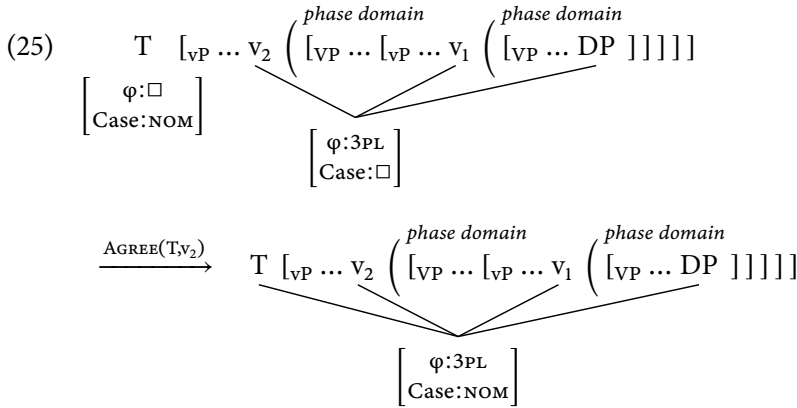 phase domain phase domain
(25) T [vP ... v2 ( [VP ... [vP ... v1 ( [VP ... DP ] ] ] ] ]
[φ:□ Case:NOM]
[φ:3PL Case:□]
AGREE(T,v2) phase domain phase domain
⟶ T [vP ... v2 ( [VP ... [vP ... v1 ( [VP ... DP ] ] ] ] ]
[φ:3PL Case:NOM]